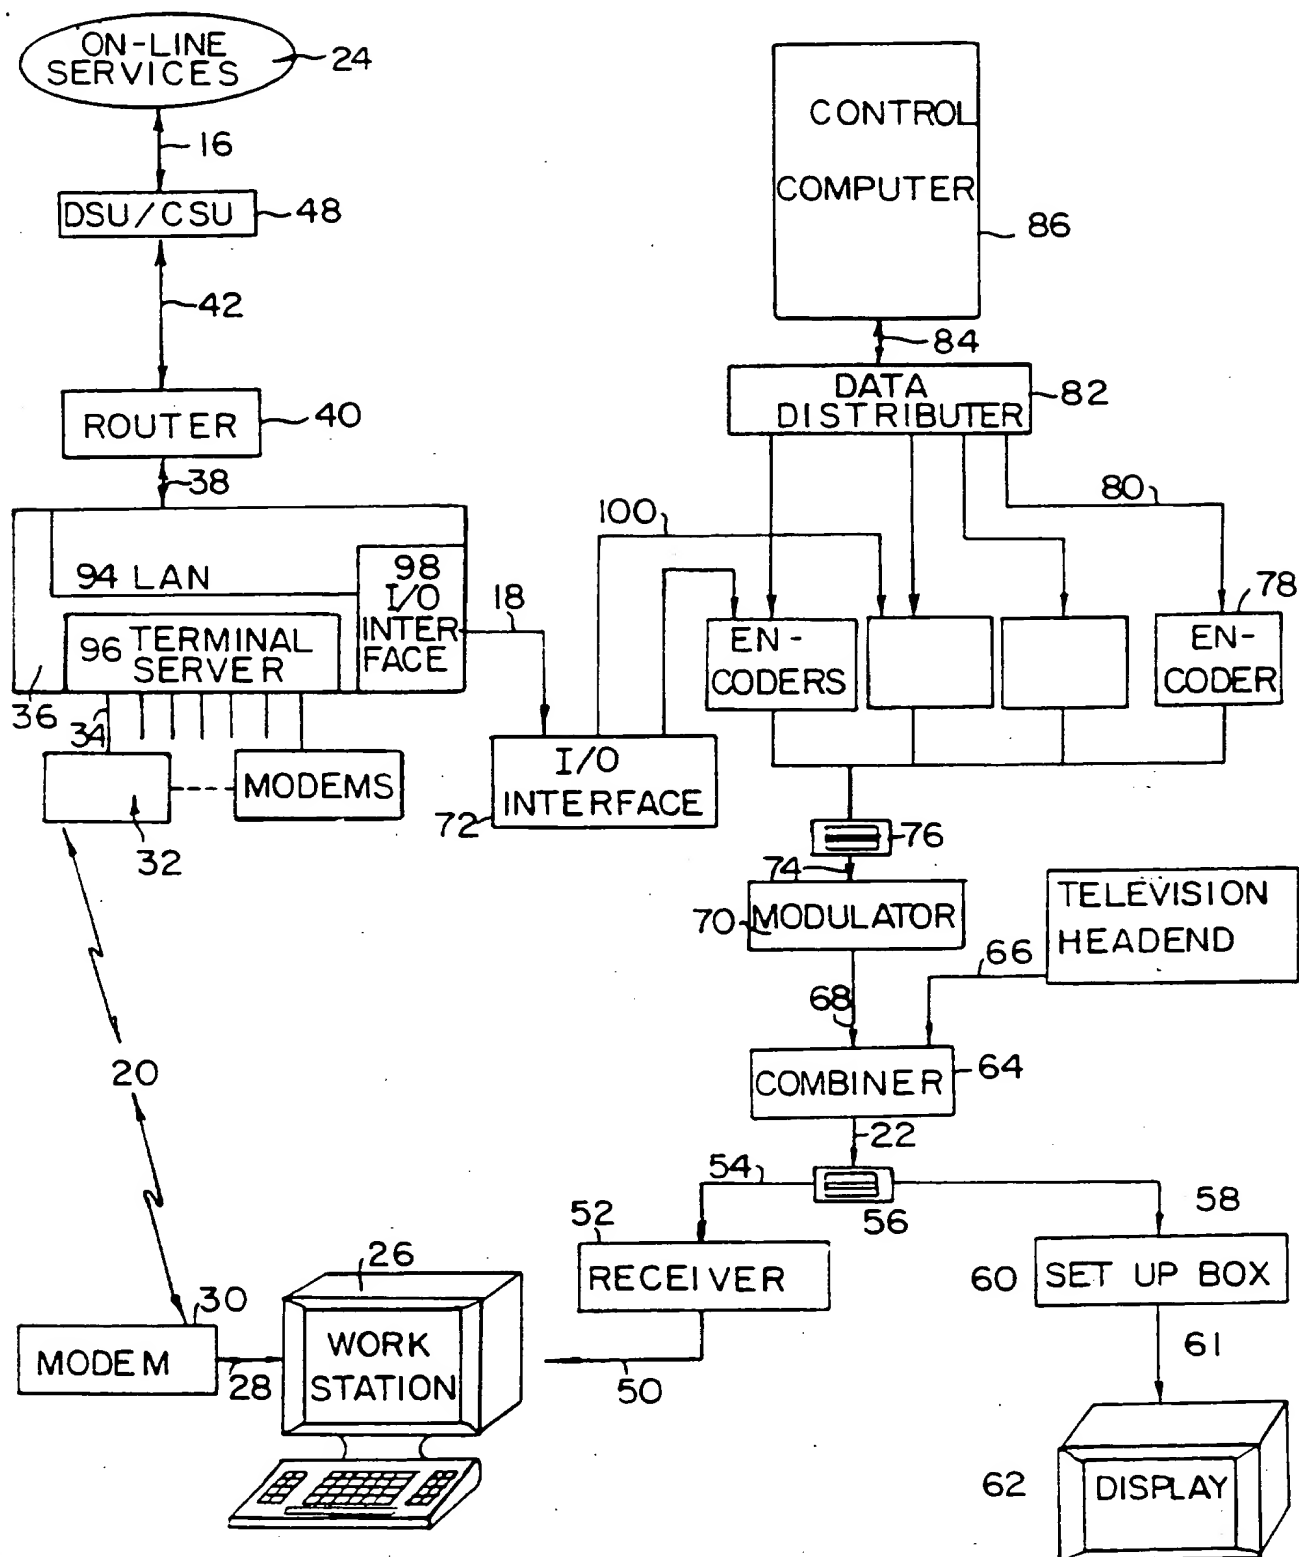 ON-LINE
SERVICES
24
16
DSU/CSU
48
42
ROUTER
40
38
94 LAN
98
I/O
INTER
FACE
96 TERMINAL
SERVER
36
34
MODEMS
32
18
I/O
INTERFACE
72
100
CONTROL
COMPUTER
86
84
DATA
DISTRIBUTER
82
80
78
EN-
CODERS
EN-
CODER
76
74
MODULATOR
70
TELEVISION
HEADEND
66
68
COMBINER
64
22
54
56
58
52
RECEIVER
50
60
SET UP BOX
61
62
DISPLAY
20
30
MODEM
28
26
WORK
STATION